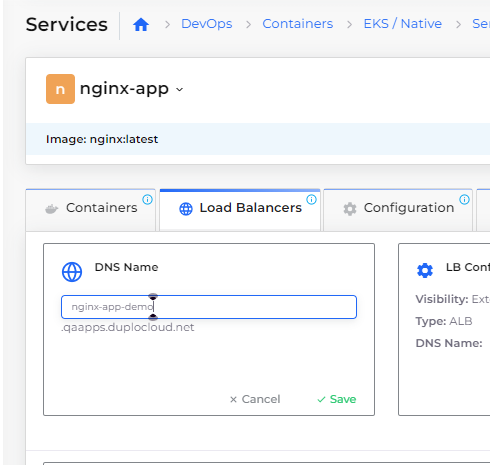 Services DevOps Containers EKS / Native
n nginx-app
Image: nginx:latest
Containers Load Balancers Configuration
DNS Name
nginx-app-demo
.qaapps.duplocloud.net
Cancel Save
LB Conf
Visibility: Ext
Type: ALB
DNS Name: